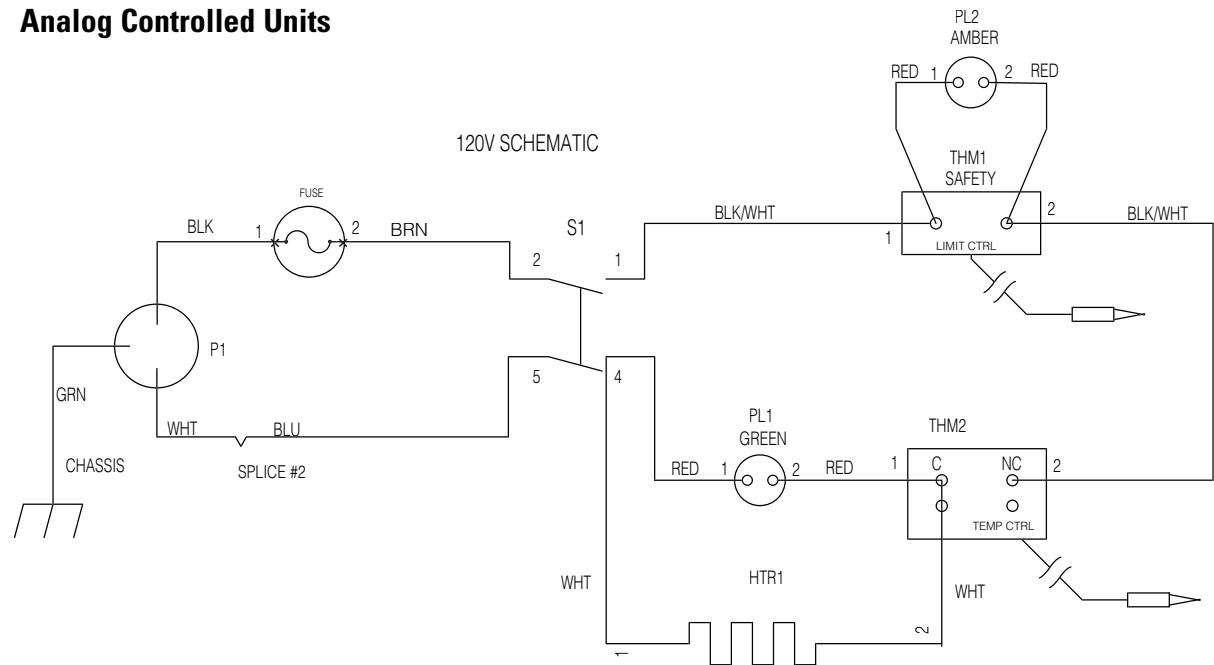 Analog Controlled Units
PL2
AMBER
RED 1 2 RED
120V SCHEMATIC
THM1
SAFETY
FUSE
BLK 1 2 BRN
S1
BLK/WHT
1
2
BLK/WHT
LIMIT CTRL
2 1
P1
5 4
GRN
WHT BLU
CHASSIS
SPLICE #2
PL1
GREEN
THM2
RED 1 2 RED
1 C NC 2
TEMP CTRL
WHT
HTR1
WHT
1
2